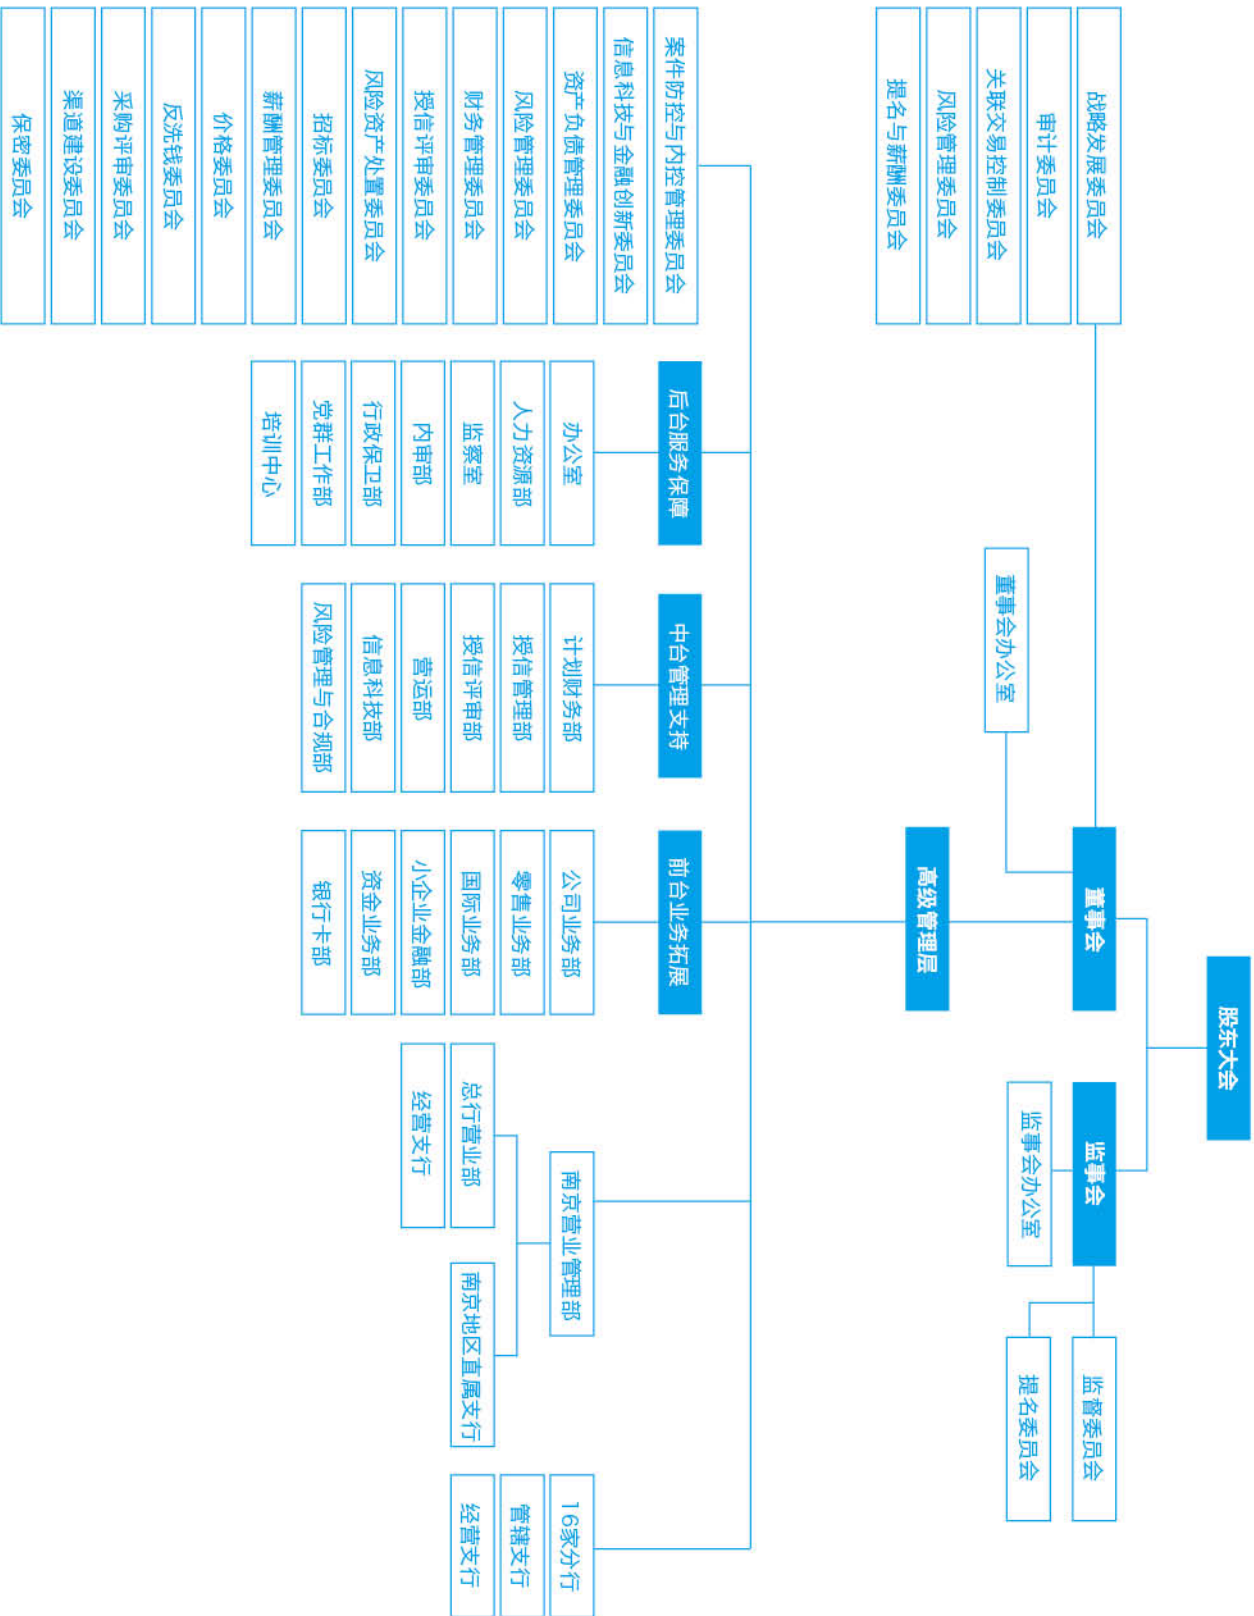 股东大会
董事会
监事会
监事会办公室
监督委员会
提名委员会
董事会办公室
战略发展委员会
审计委员会
关联交易控制委员会
风险管理委员会
提名与薪酬委员会
高级管理层
案件防控与内控管理委员会
信息科技与金融创新委员会
资产负债管理委员会
风险管理委员会
财务管理委员会
授信评审委员会
风险资产处置委员会
招标委员会
薪酬管理委员会
价格委员会
反洗钱委员会
采购评审委员会
渠道建设委员会
保密委员会
后台服务保障
办公室
人力资源部
监察室
内审部
行政保卫部
党群工作部
培训中心
中台管理支持
计划财务部
授信管理部
授信评审部
营运部
信息科技部
风险管理与合规部
前台业务拓展
公司业务部
零售业务部
国际业务部
小企业金融部
资金业务部
银行卡部
南京营业管理部
总行营业部
经营支行
南京地区直属支行
16家分行
管辖支行
经营支行